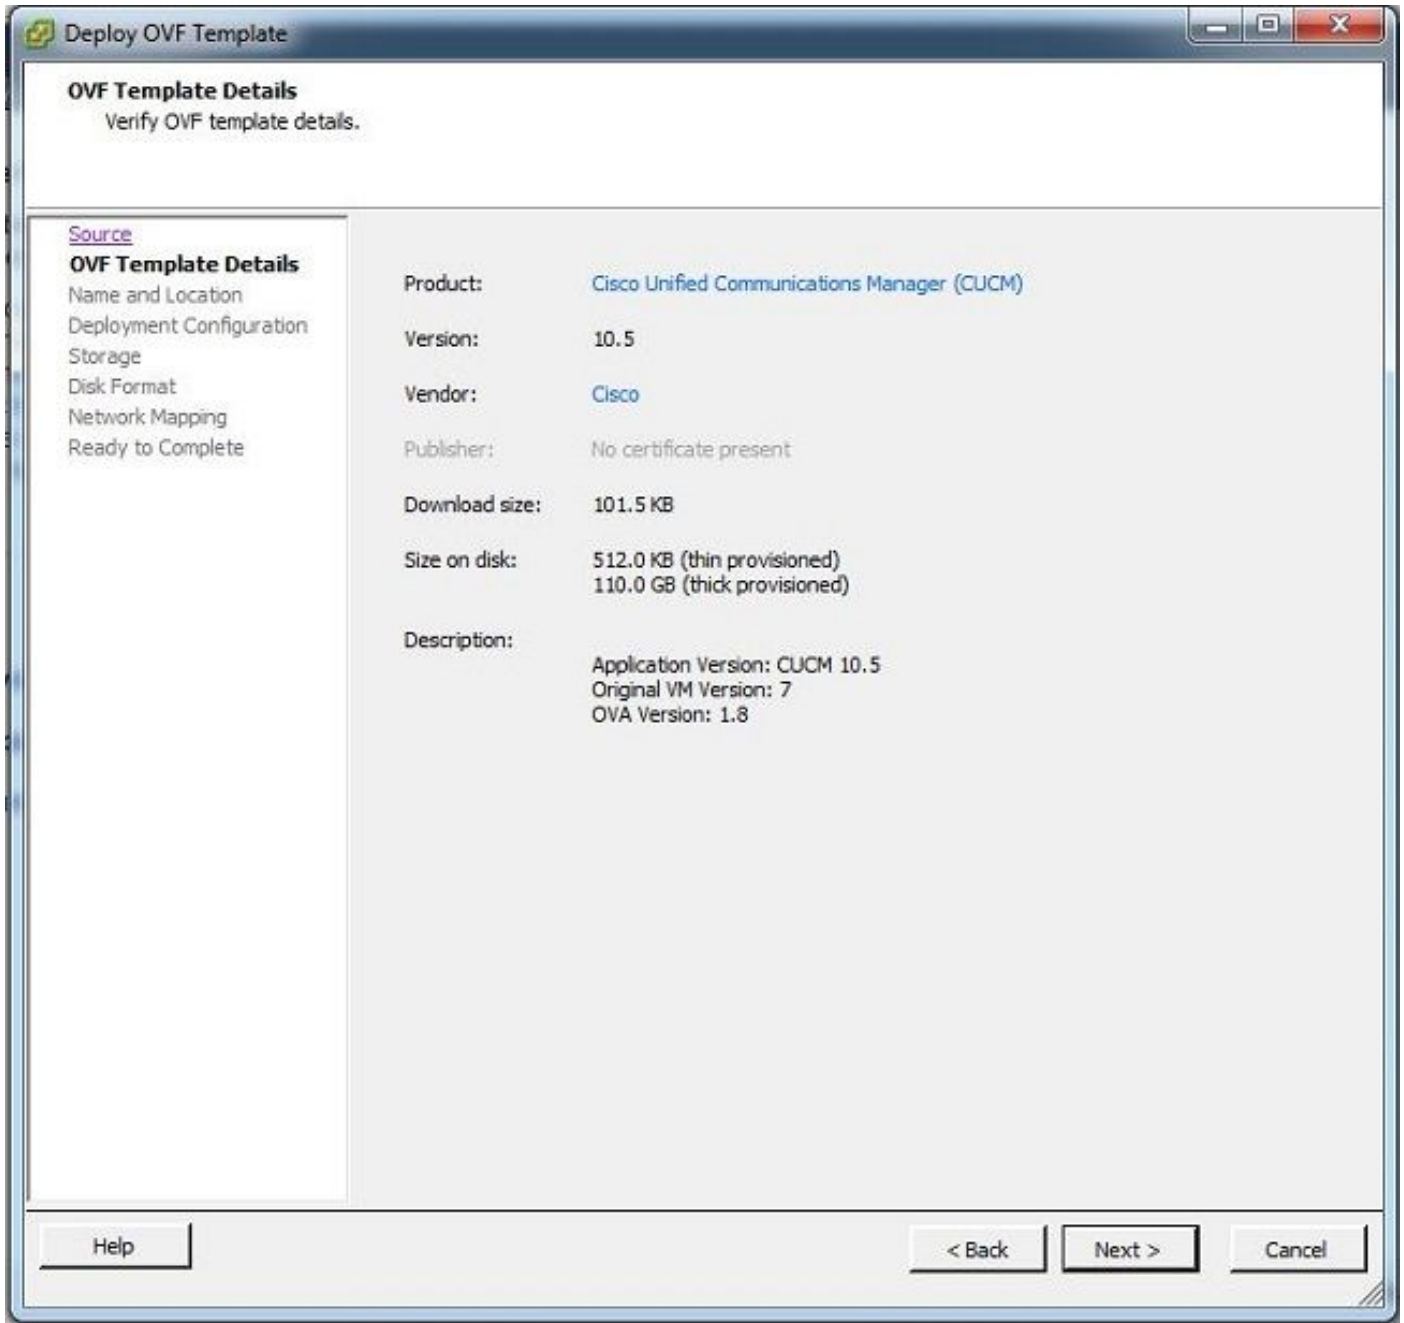 Deploy OVF Template
OVF Template Details
Verify OVF template details.
Source
OVF Template Details
Name and Location
Deployment Configuration
Storage
Disk Format
Network Mapping
Ready to Complete
Product: Cisco Unified Communications Manager (CUCM)
Version: 10.5
Vendor: Cisco
Publisher: No certificate present
Download size: 101.5 KB
Size on disk: 512.0 KB (thin provisioned)
110.0 GB (thick provisioned)
Description:
Application Version: CUCM 10.5
Original VM Version: 7
OVA Version: 1.8
Help
< Back
Next >
Cancel